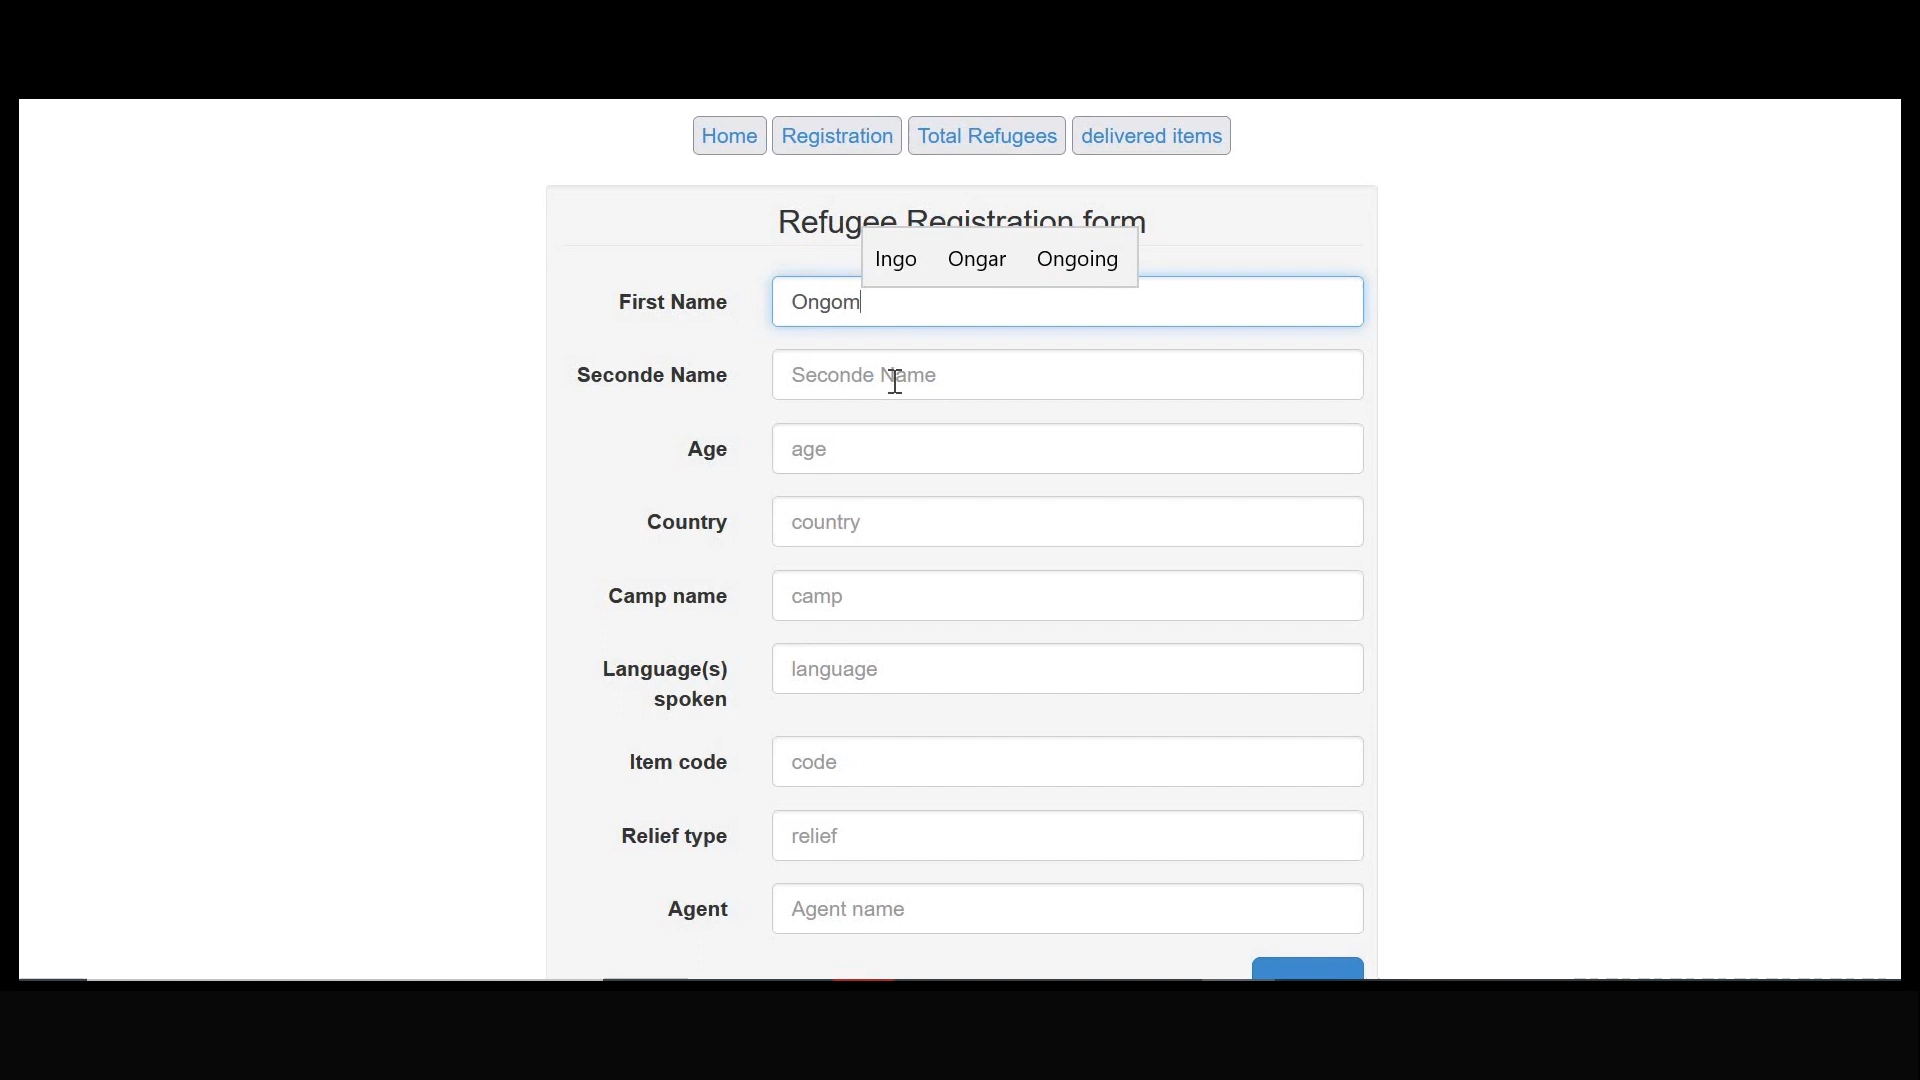 Home Registration Total Refugees delivered items
Refugee Registration form
Ingo Ongar Ongoing
First Name Ongom
Seconde Name Seconde Name
Age age
Country country
Camp name camp
Language(s) language
spoken
Item code code
Relief type relief
Agent Agent name